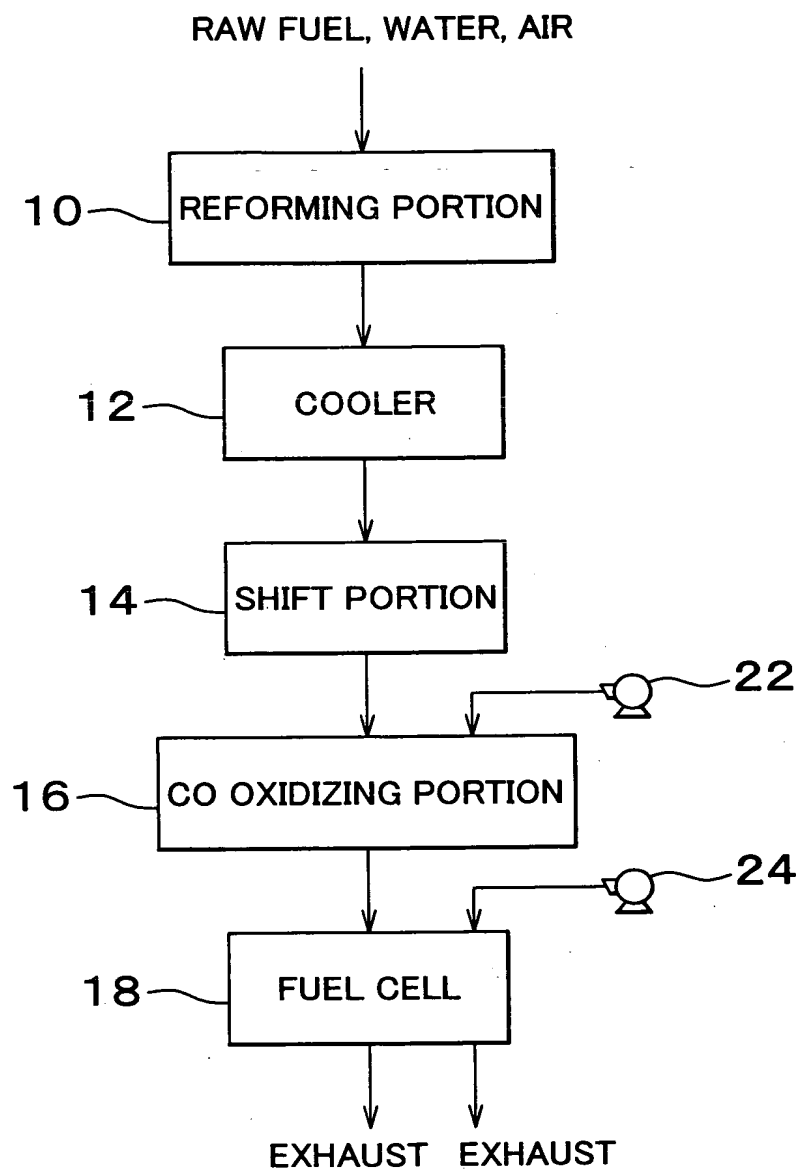 RAW FUEL, WATER, AIR
10
REFORMING PORTION
12
COOLER
14
SHIFT PORTION
22
16
CO OXIDIZING PORTION
24
18
FUEL CELL
EXHAUST EXHAUST